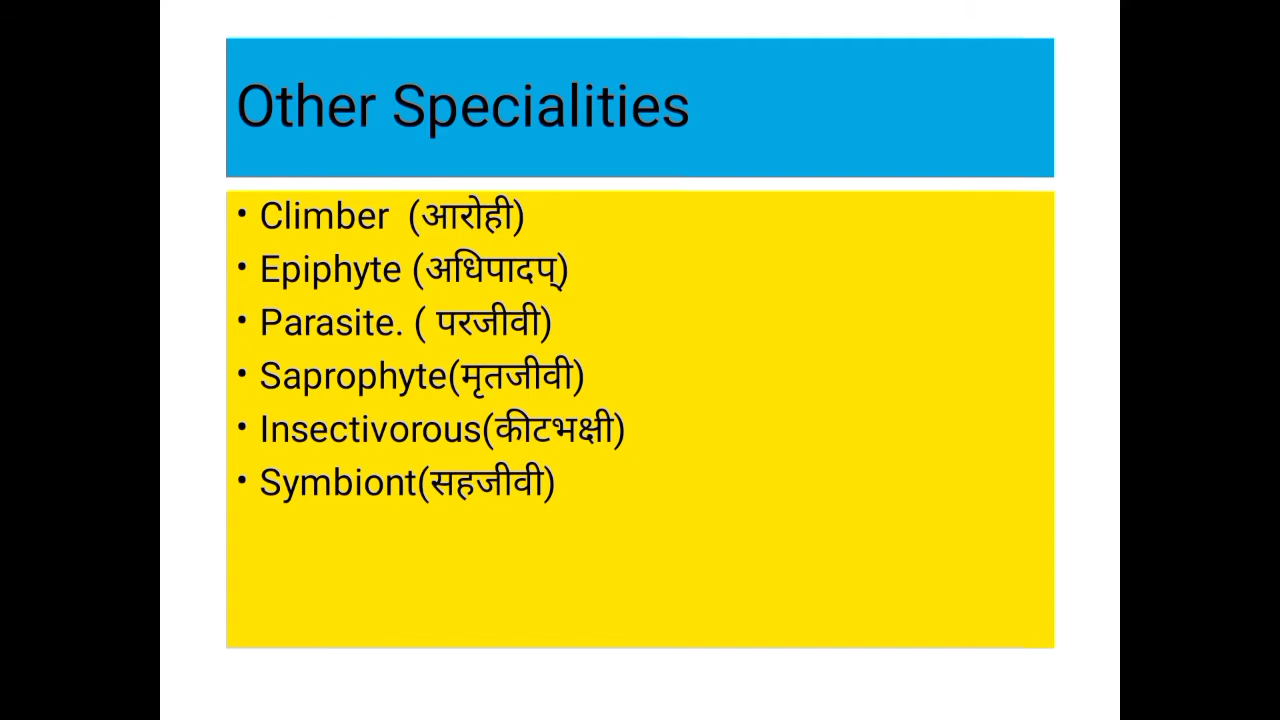 Other Specialities
• Climber (आरोही)
• Epiphyte (अधिपादप्)
• Parasite. ( परजीवी)
• Saprophyte(मृतजीवी)
• Insectivorous(कीटभक्षी)
• Symbiont(सहजीवी)